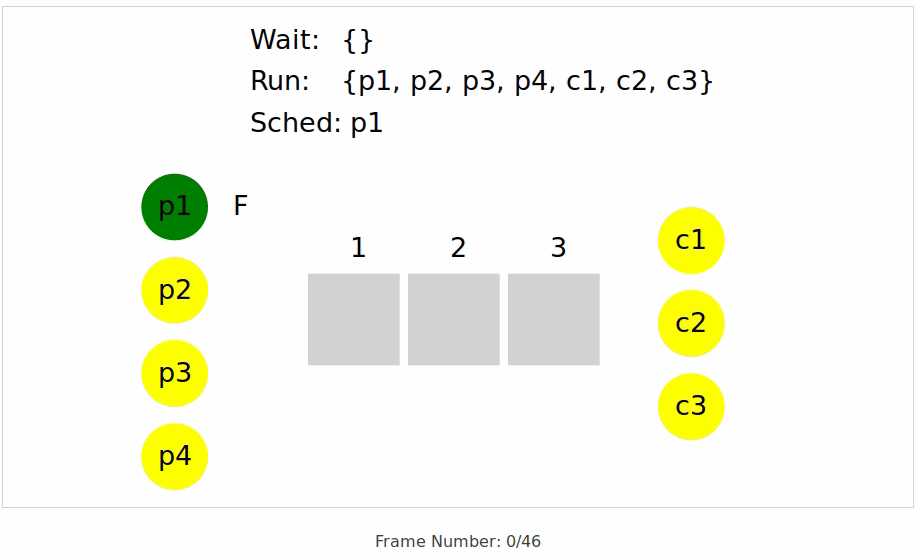 Wait: {}
Run: {p1, p2, p3, p4, c1, c2, c3}
Sched: p1
p1 F
p2
p3
p4
1 2 3
c1
c2
c3
Frame Number: 0/46